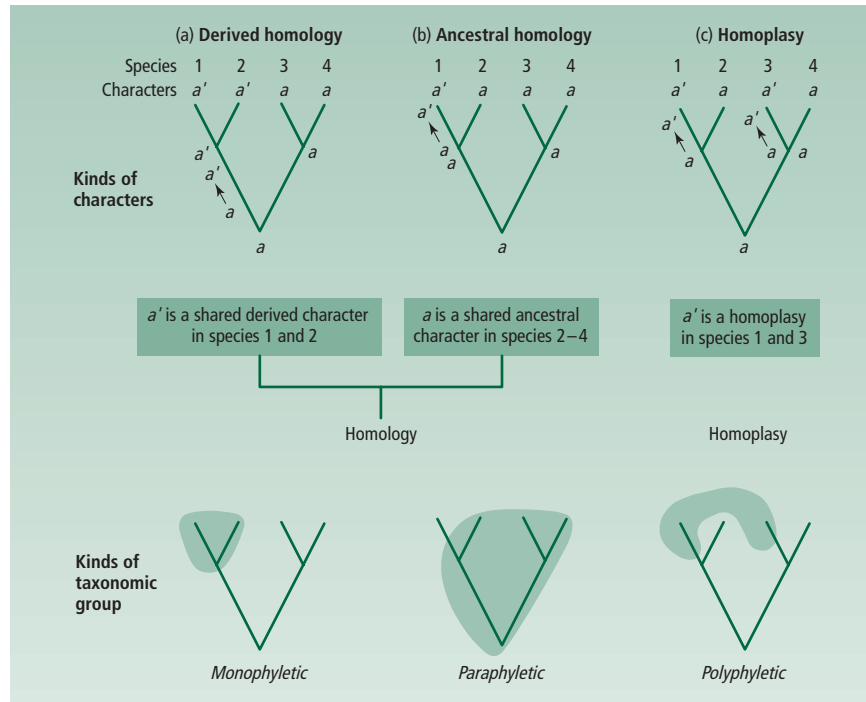 (a) Derived homology (b) Ancestral homology (c) Homoplasy
Species 1 2 3 4 1 2 3 4 1 2 3 4
Characters a' a' a a a' a a a a' a a' a
a' a' a'
a' a a a a a
a' a
a
a a a
Kinds of
characters
a' is a shared derived character
in species 1 and 2
a is a shared ancestral
character in species 2–4
a' is a homoplasy
in species 1 and 3
Homology Homoplasy
Kinds of
taxonomic
group
Monophyletic Paraphyletic Polyphyletic